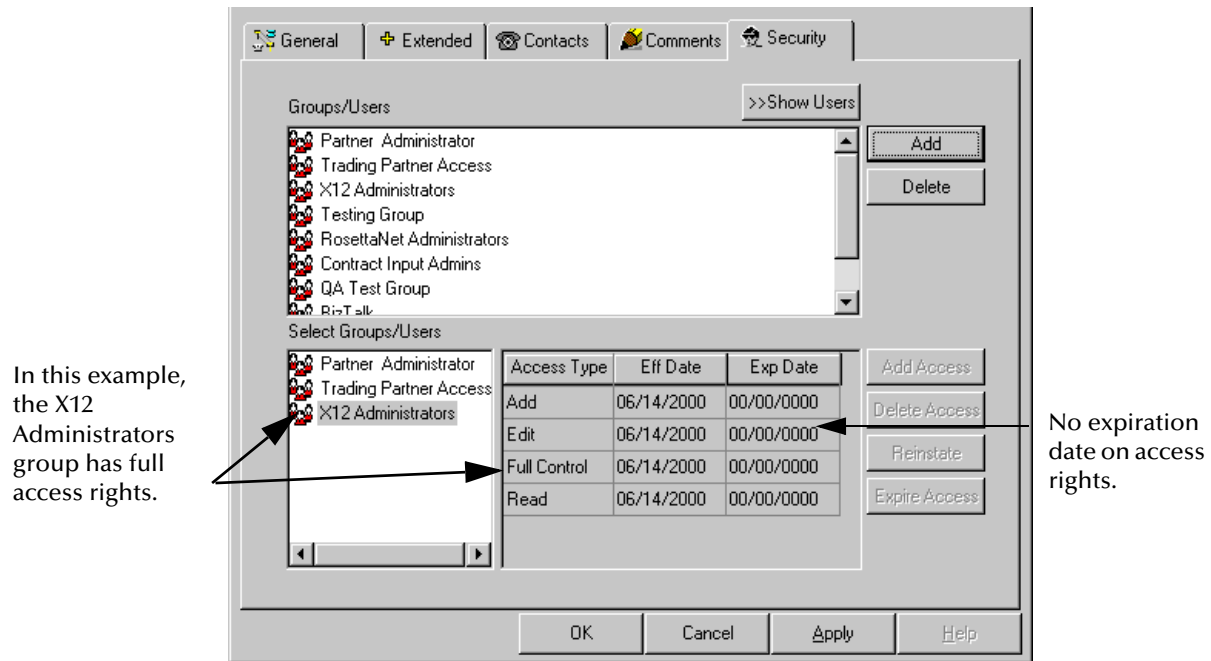 General Extended Contacts Comments Security
Groups/Users >>Show Users
Partner Administrator
Trading Partner Access
X12 Administrators
Testing Group
RosettaNet Administrators
Contract Input Admins
QA Test Group
BizTalk
Add
Delete
Select Groups/Users
Partner Administrator
Trading Partner Access
X12 Administrators
Access Type Eff Date Exp Date
Add 06/14/2000 00/00/0000
Edit 06/14/2000 00/00/0000
Full Control 06/14/2000 00/00/0000
Read 06/14/2000 00/00/0000
Add Access
Delete Access
Reinstate
Expire Access
OK Cancel Apply Help
In this example,
the X12
Administrators
group has full
access rights.
No expiration
date on access
rights.